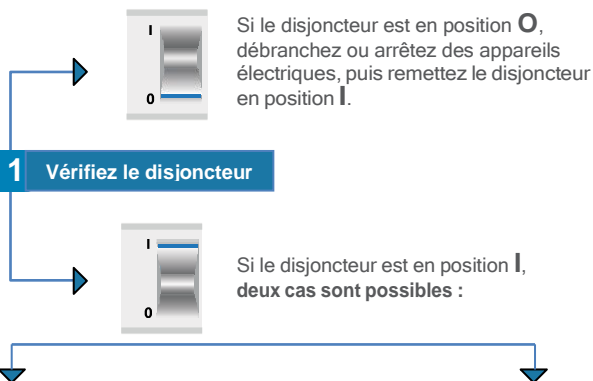 I
0
Si le disjoncteur est en position O,
débranchez ou arrêtez des appareils
électriques, puis remettez le disjoncteur
en position I.
1 Vérifiez le disjoncteur
I
0
Si le disjoncteur est en position I,
deux cas sont possibles :